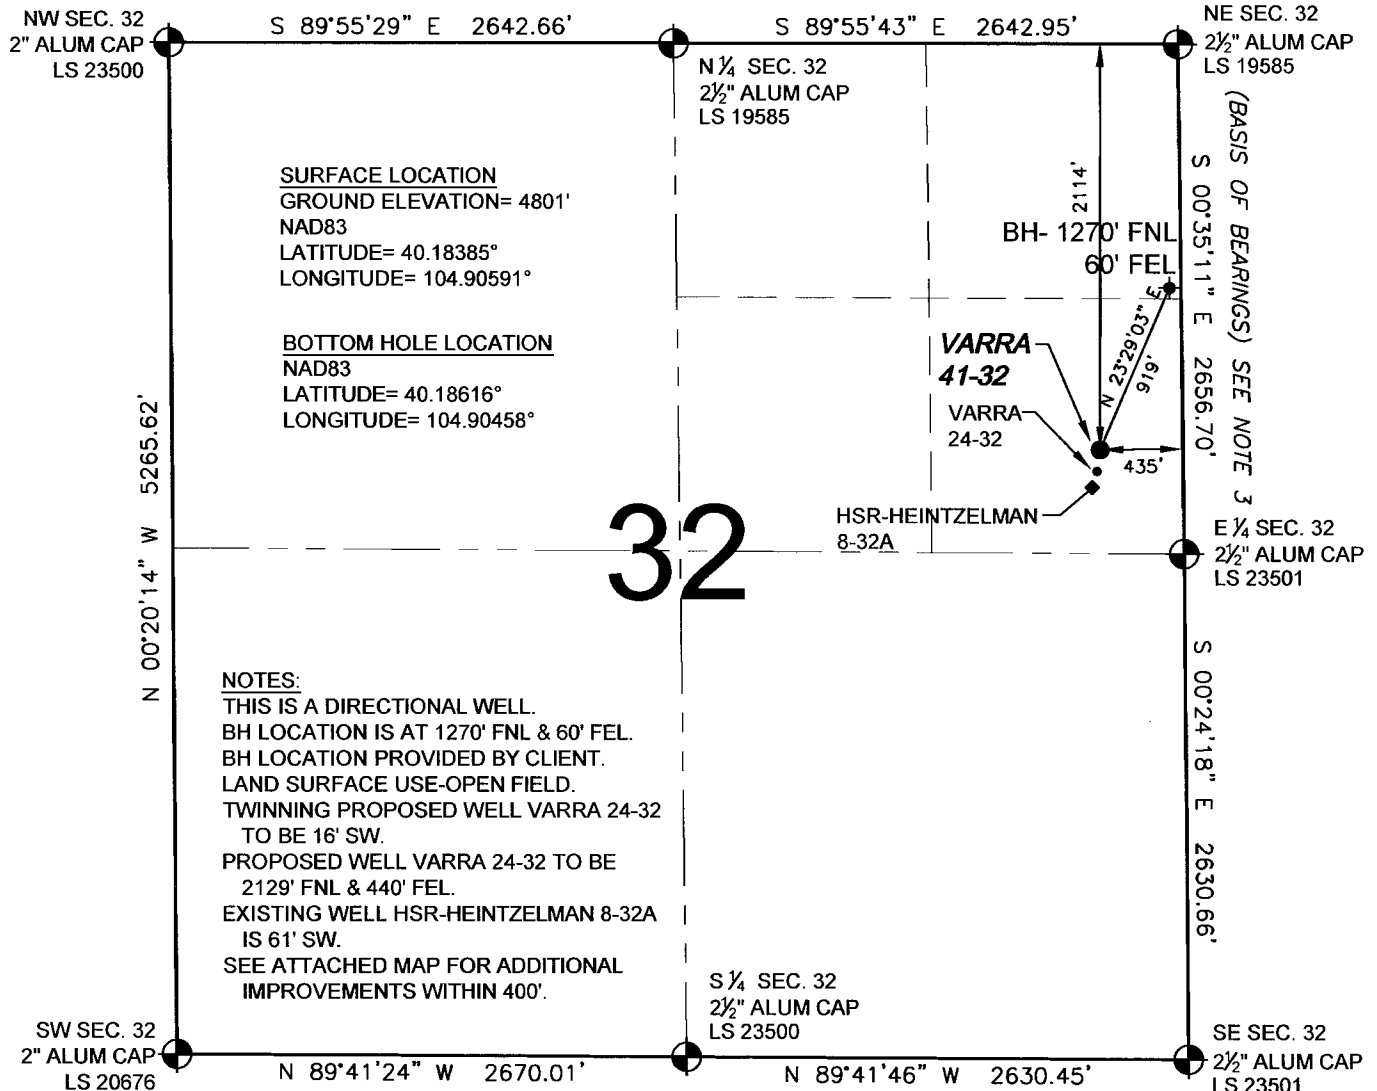 NW SEC. 32
2" ALUM CAP
LS 23500
S 89°55'29" E 2642.66'
S 89°55'43" E 2642.95'
NE SEC. 32
2½" ALUM CAP
LS 19585
N ¼ SEC. 32
2½" ALUM CAP
LS 19585
(BASIS OF BEARINGS) SEE NOTE 3
S 00°35'11" E 2656.70'
SURFACE LOCATION
GROUND ELEVATION= 4801'
NAD83
LATITUDE= 40.18385°
LONGITUDE= 104.90591°
2114'
BH- 1270' FNL
60' FEL
BOTTOM HOLE LOCATION
NAD83
LATITUDE= 40.18616°
LONGITUDE= 104.90458°
N 23°29'03" E
919'
VARRA
41-32
VARRA
24-32
435'
HSR-HEINTZELMAN
8-32A
N 00°20'14" W 5265.62'
32
E ¼ SEC. 32
2½" ALUM CAP
LS 23501
S 00°24'18" E 2630.66'
NOTES:
THIS IS A DIRECTIONAL WELL.
BH LOCATION IS AT 1270' FNL & 60' FEL.
BH LOCATION PROVIDED BY CLIENT.
LAND SURFACE USE-OPEN FIELD.
TWINNING PROPOSED WELL VARRA 24-32
TO BE 16' SW.
PROPOSED WELL VARRA 24-32 TO BE
2129' FNL & 440' FEL.
EXISTING WELL HSR-HEINTZELMAN 8-32A
IS 61' SW.
SEE ATTACHED MAP FOR ADDITIONAL
IMPROVEMENTS WITHIN 400'.
S ¼ SEC. 32
2½" ALUM CAP
LS 23500
SW SEC. 32
2" ALUM CAP
LS 20676
N 89°41'24" W 2670.01'
N 89°41'46" W 2630.45'
SE SEC. 32
2½" ALUM CAP
LS 23501